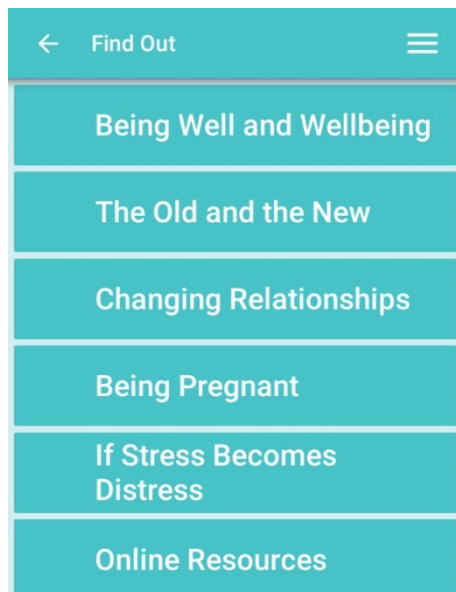 Find Out
Being Well and Wellbeing
The Old and the New
Changing Relationships
Being Pregnant
If Stress Becomes
Distress
Online Resources